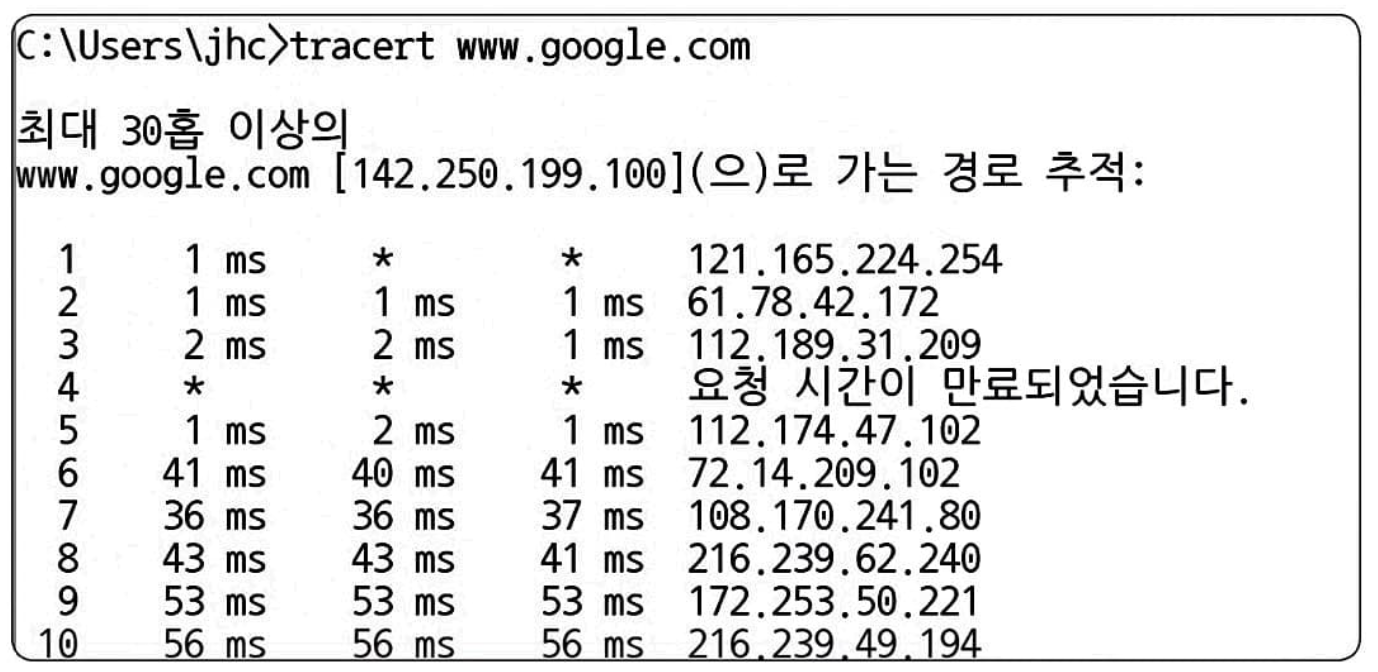 C:\Users\jhc>tracert www.google.com
최대 30홉 이상의
www.google.com [142.250.199.100](으)로 가는 경로 추적:
1 1 ms * * 121.165.224.254
2 1 ms 1 ms 1 ms 61.78.42.172
3 2 ms 2 ms 1 ms 112.189.31.209
4 * * * 요청 시간이 만료되었습니다.
5 1 ms 2 ms 1 ms 112.174.47.102
6 41 ms 40 ms 41 ms 72.14.209.102
7 36 ms 36 ms 37 ms 108.170.241.80
8 43 ms 43 ms 41 ms 216.239.62.240
9 53 ms 53 ms 53 ms 172.253.50.221
10 56 ms 56 ms 56 ms 216.239.49.194